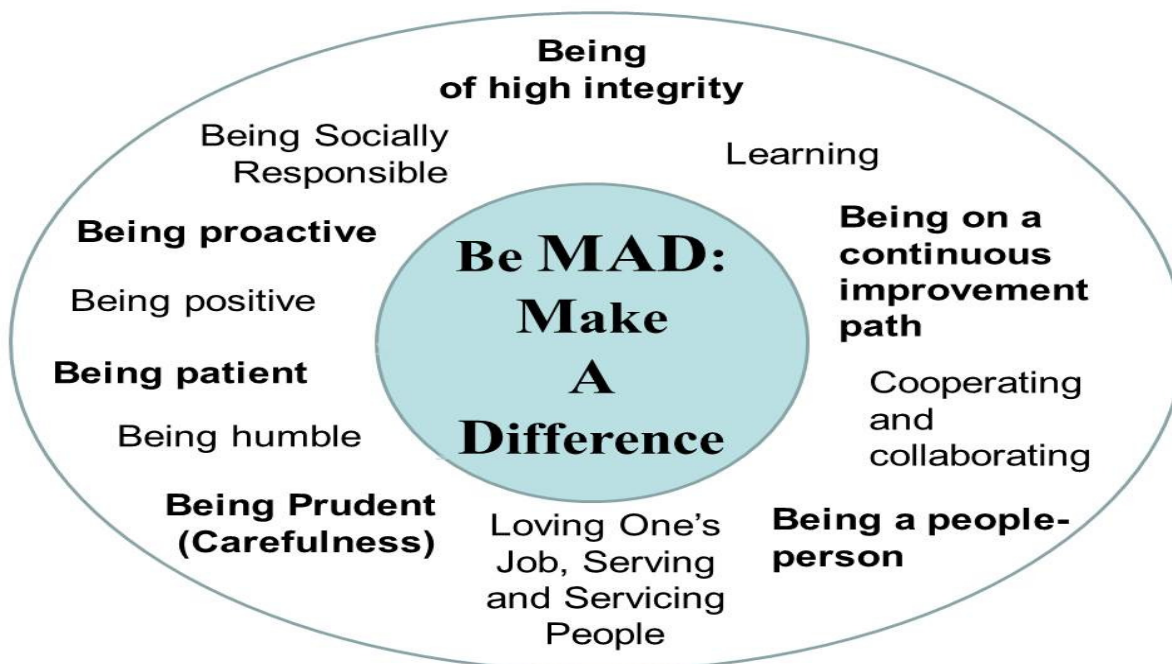 Being
of high integrity
Being Socially
Responsible
Learning
Being proactive
Being on a
continuous
improvement
path
Being positive
Being patient
Cooperating
and
collaborating
Being humble
Being Prudent
(Carefulness)
Loving One's
Job, Serving
and Servicing
People
Being a people-
person
Be MAD:
Make
A
Difference